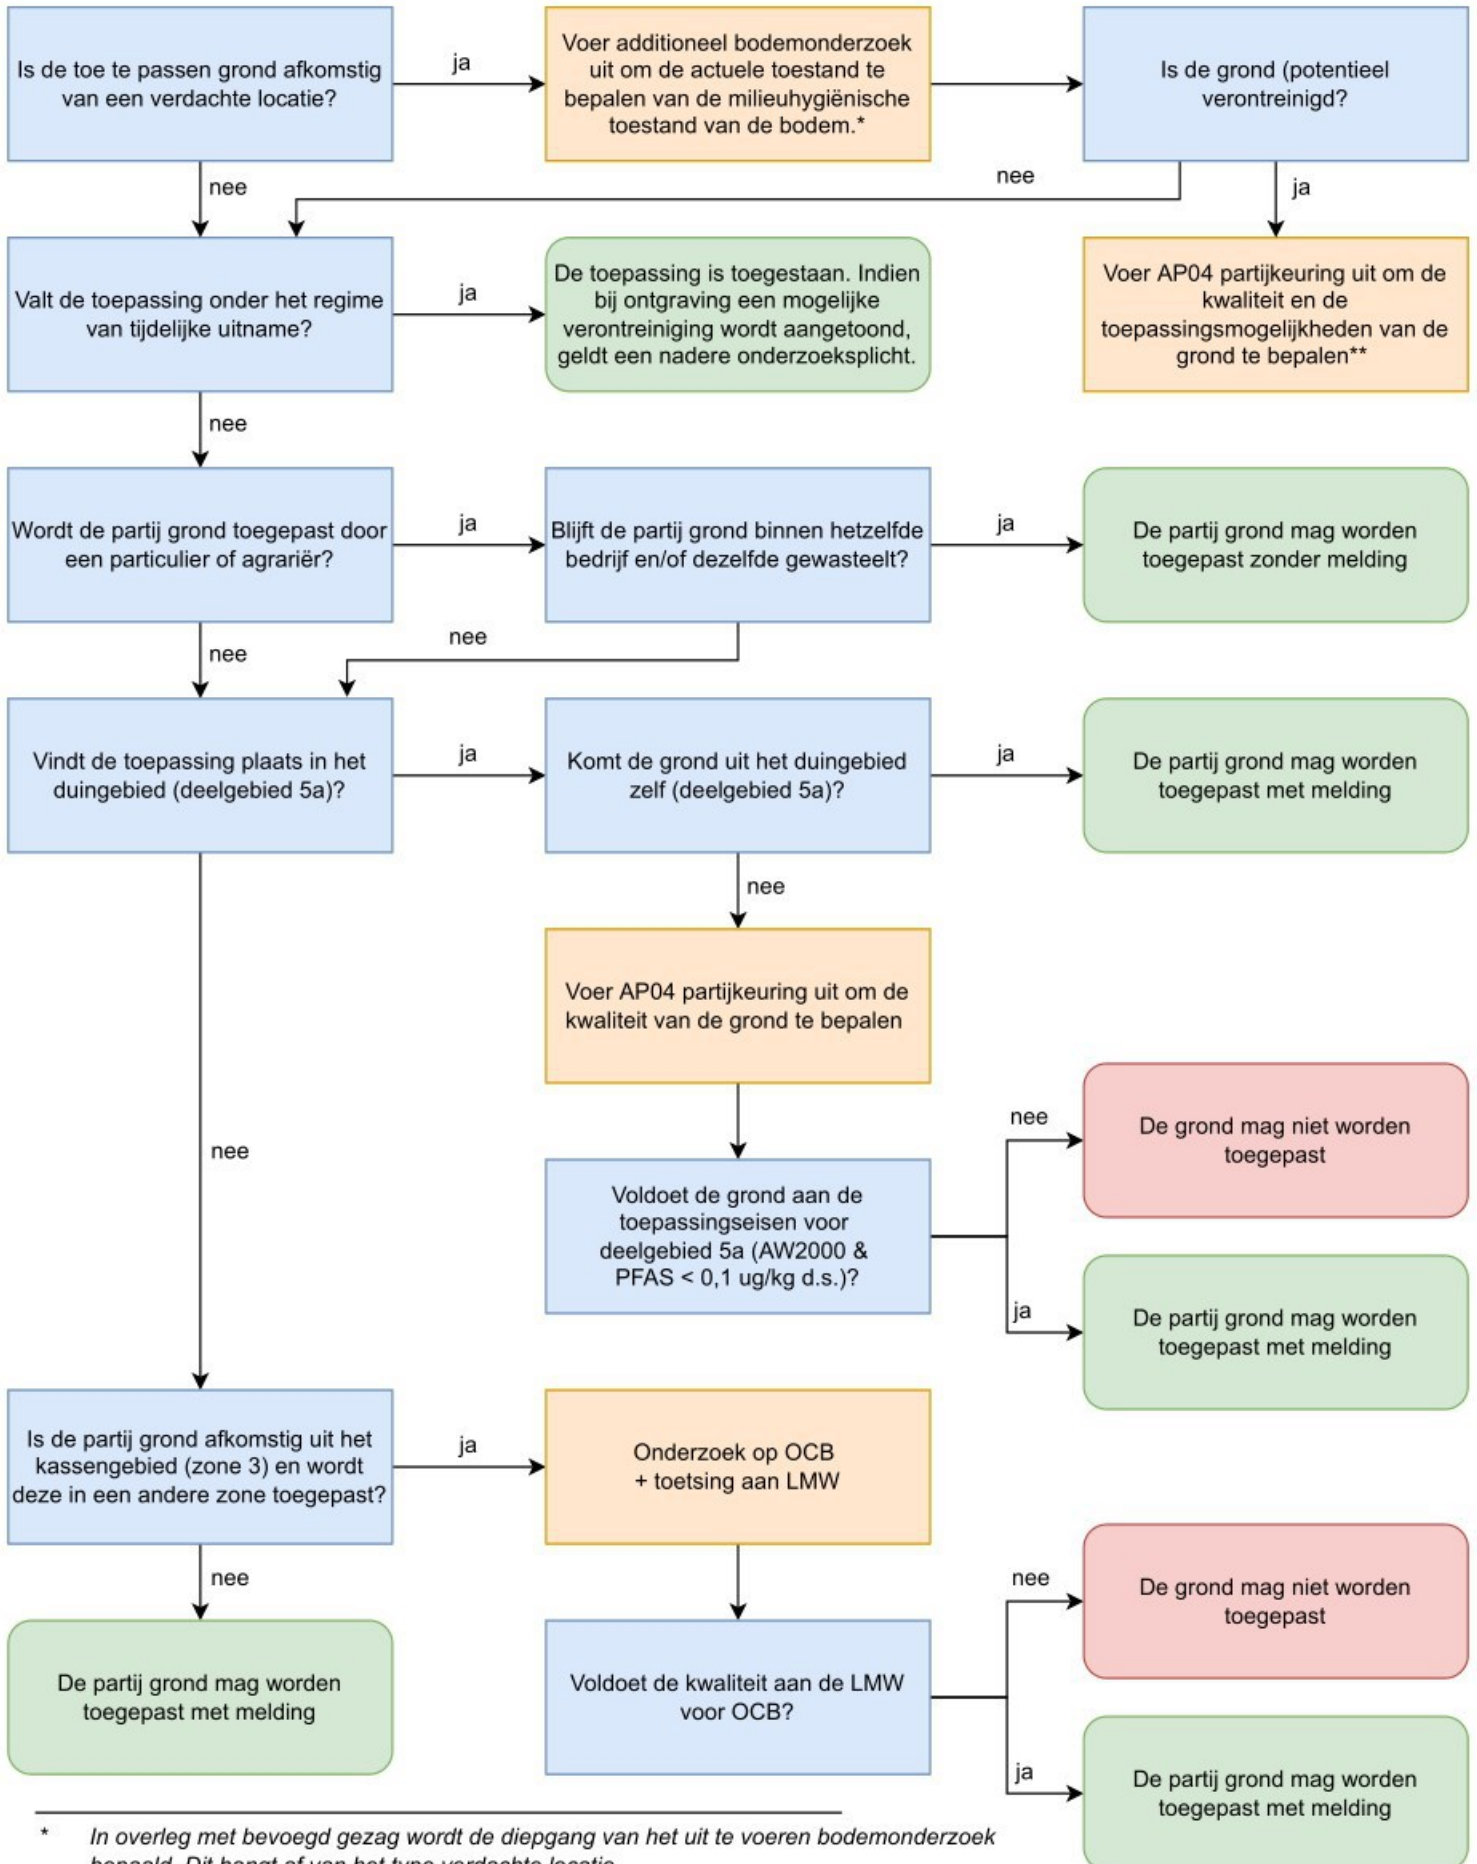 Is de toe te passen grond afkomstig
van een verdachte locatie?
ja
Voer additioneel bodemonderzoek
uit om de actuele toestand te
bepalen van de milieuhygiënische
toestand van de bodem.*
Is de grond (potentieel
verontreinigd?
nee
nee
ja
Valt de toepassing onder het regime
van tijdelijke uitname?
ja
De toepassing is toegestaan. Indien
bij ontgraving een mogelijke
verontreiniging wordt aangetoond,
geldt een nadere onderzoeksplicht.
Voer AP04 partijkeuring uit om de
kwaliteit en de
toepassingsmogelijkheden van de
grond te bepalen**
nee
Wordt de partij grond toegepast door
een particulier of agrariër?
ja
Blijft de partij grond binnen hetzelfde
bedrijf en/of dezelfde gewasteelt?
ja
De partij grond mag worden
toegepast zonder melding
nee
nee
Vindt de toepassing plaats in het
duingebied (deelgebied 5a)?
ja
Komt de grond uit het duingebied
zelf (deelgebied 5a)?
ja
De partij grond mag worden
toegepast met melding
nee
Voer AP04 partijkeuring uit om de
kwaliteit van de grond te bepalen
nee
Voldoet de grond aan de
toepassingseisen voor
deelgebied 5a (AW2000 &
PFAS < 0,1 ug/kg d.s.)?
nee
De grond mag niet worden
toegepast
ja
De partij grond mag worden
toegepast met melding
Is de partij grond afkomstig uit het
kassengebied (zone 3) en wordt
deze in een andere zone toegepast?
ja
Onderzoek op OCB
+ toetsing aan LMW
nee
De partij grond mag worden
toegepast met melding
Voldoet de kwaliteit aan de LMW
voor OCB?
nee
De grond mag niet worden
toegepast
ja
De partij grond mag worden
toegepast met melding
* In overleg met bevoegd gezag wordt de diepgang van het uit te voeren bodemonderzoek
bepaald. Dit hangt af van het type verdachte locatie